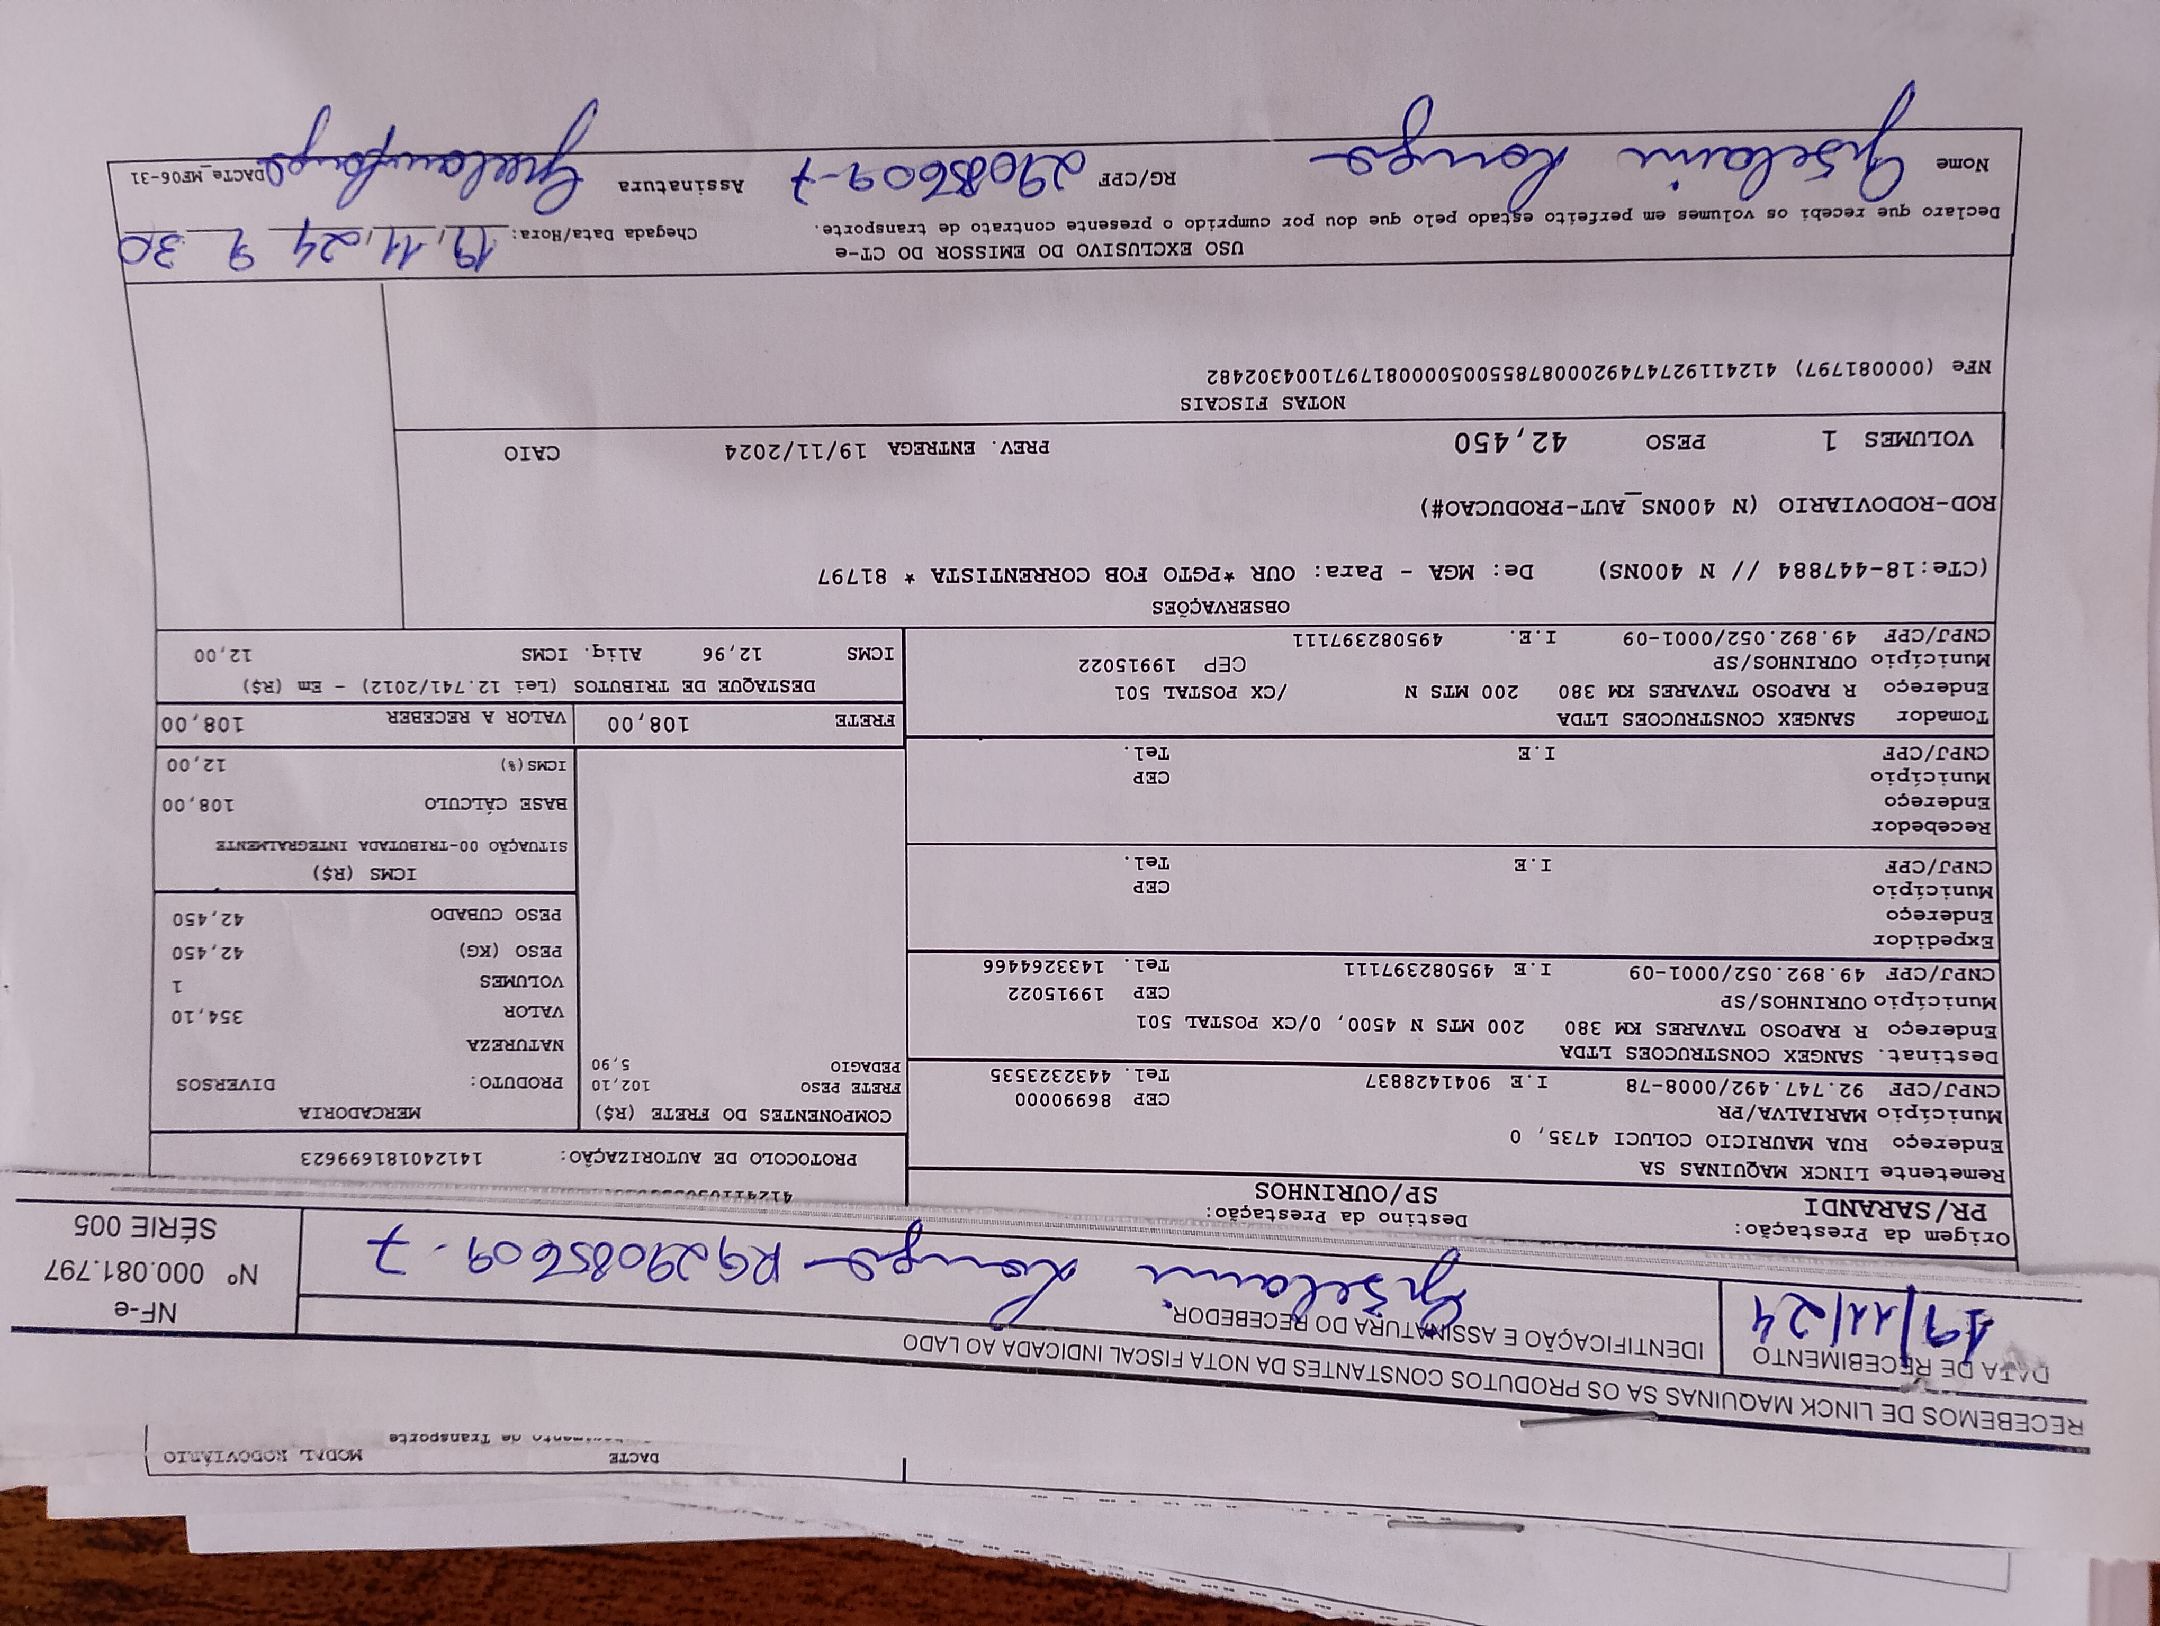 DACTE
MODAL RODOVIÁRIO
de Transporte
RECEBEMOS DE LINCK MAQUINAS SA OS PRODUTOS CONSTANTES DA NOTA FISCAL INDICADA AO LADO
DATA DE RECEBIMENTO
19/11/24
IDENTIFICAÇÃO E ASSINATURA DO RECEBEDOR
RG 29085609-7
NF-e
Nº 000.081.797
SÉRIE 005
Origem da Prestação:
PR/SARANDI
Destino da Prestação:
SP/OURINHOS
Remetente LINCK MAQUINAS SA
Endereço RUA MAURICIO COLUCI 4735, 0
Município MARIALVA/PR CEP 86990000
CNPJ/CPF 92.747.492/0008-78 I.E 9041428837 Tel. 4432323535
Destinat. SANGEX CONSTRUCOES LTDA
Endereço R RAPOSO TAVARES KM 380 200 MTS N 4500, 0/CX POSTAL 501
Município OURINHOS/SP CEP 19915022
CNPJ/CPF 49.892.052/0001-09 I.E 495082397111 Tel. 1433264466
Expedidor
Endereço
Município CEP
CNPJ/CPF I.E Tel.
Recebedor
Endereço
Município CEP
CNPJ/CPF I.E Tel.
Tomador SANGEX CONSTRUCOES LTDA
Endereço R RAPOSO TAVARES KM 380 200 MTS N /CX POSTAL 501
Município OURINHOS/SP CEP 19915022
CNPJ/CPF 49.892.052/0001-09 I.E. 495082397111
PROTOCOLO DE AUTORIZAÇÃO: 141240181699623
COMPONENTES DO FRETE (R$)
FRETE PESO 102,10
PEDAGIO 5,90
MERCADORIA
PRODUTO: DIVERSOS
NATUREZA
VALOR 354,10
VOLUMES 1
PESO (KG) 42,450
PESO CUBADO 42,450
ICMS (R$)
SITUAÇÃO 00-TRIBUTADA INTEGRALMENTE
BASE CÁLCULO 108,00
ICMS(%) 12,00
FRETE 108,00 VALOR A RECEBER 108,00
DESTAQUE DE TRIBUTOS (Lei 12.741/2012) - Em (R$)
ICMS 12,96 Aliq. ICMS 12,00
OBSERVAÇÕES
(CTe:18-447884 // N 400NS) De: MGA - Para: OUR *PGTO FOB CORRENTISTA * 81797
ROD-RODOVIARIO (N 400NS_AUT-PRODUCAO#)
VOLUMES 1 PESO 42,450 PREV. ENTREGA 19/11/2024 CAIO
NOTAS FISCAIS
NFe (000081797) 41241192747492000878550050000817971004302482
USO EXCLUSIVO DO EMISSOR DO CT-e
Declaro que recebi os volumes em perfeito estado pelo que dou por cumprido o presente contrato de transporte.
Chegada Data/Hora: 19, 11, 24 9 30
Nome RG/CPF 29085609-7 Assinatura
DACTe_MF06-31